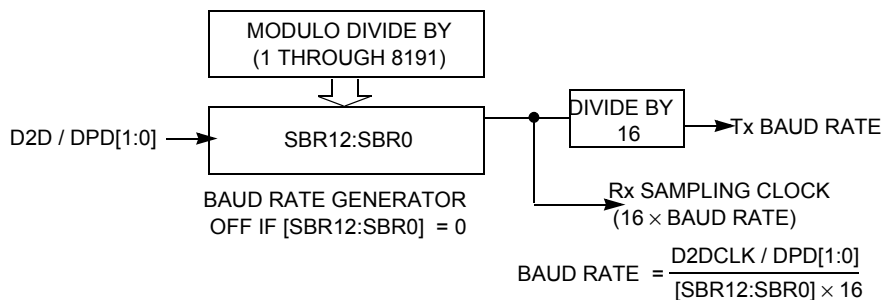 MODULO DIVIDE BY
(1 THROUGH 8191)
D2D / DPD[1:0]
SBR12:SBR0
DIVIDE BY
16
Tx BAUD RATE
BAUD RATE GENERATOR
OFF IF [SBR12:SBR0] = 0
Rx SAMPLING CLOCK
(16 × BAUD RATE)
BAUD RATE =
D2DCLK / DPD[1:0]
[SBR12:SBR0] × 16